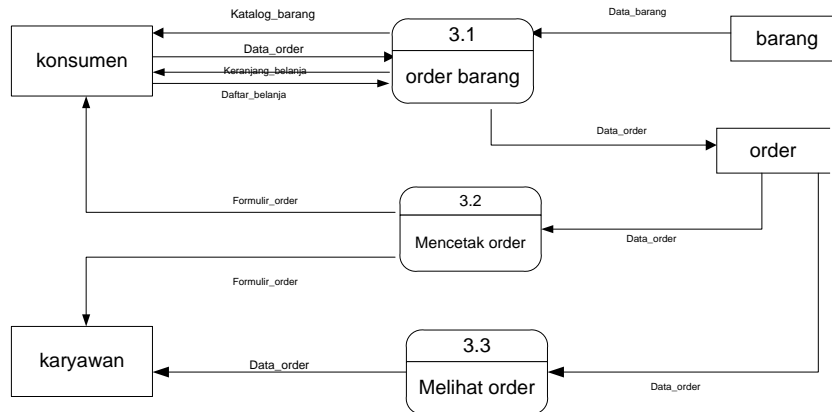 Katalog_barang
Data_barang
3.1
barang
konsumen
Data_order
order barang
Keranjang_belanja
Daftar_belanja
Data_order
order
3.2
Formulir_order
Mencetak order
Data_order
Formulir_order
karyawan
3.3
Data_order
Melihat order
Data_order